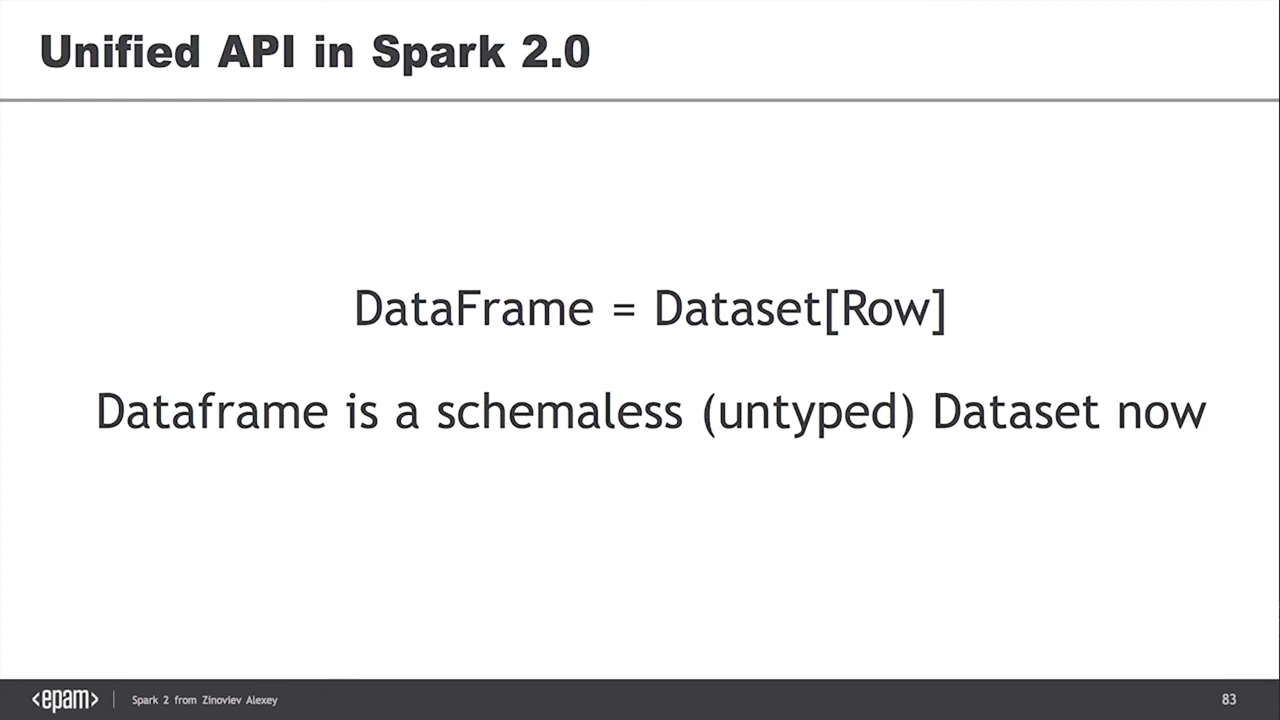 Unified API in Spark 2.0
DataFrame = Dataset[Row]
Dataframe is a schemaless (untyped) Dataset now
<epam> | Spark 2 from Zinoviev Alexey 83